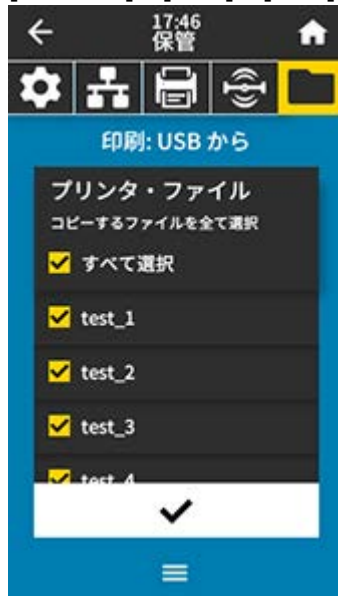 17:46
保管
印刷: USB から
プリンタ・ファイル
コピーするファイルを全て選択
すべて選択
test_1
test_2
test_3
test_4